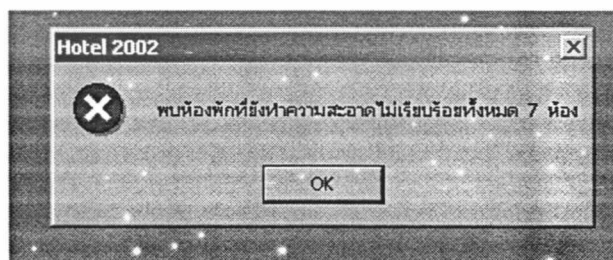 Hotel 2002
พบห้องพักที่ยังทำความสะอาดไม่เรียบร้อยทั้งหมด 7 ห้อง
OK